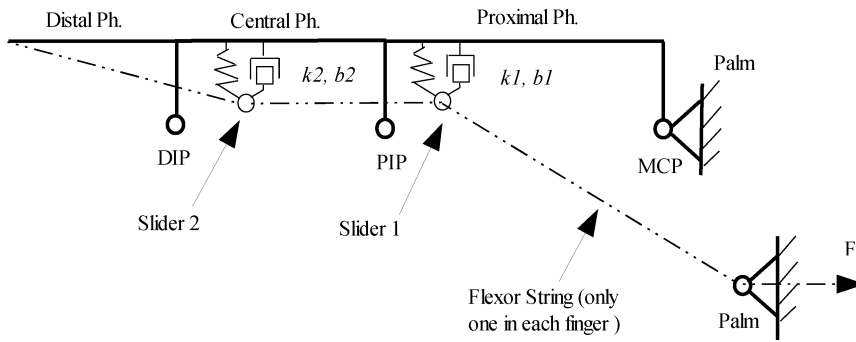 Distal Ph.
Central Ph.
Proximal Ph.
k2, b2
k1, b1
Palm
DIP
PIP
MCP
Slider 2
Slider 1
F
Flexor String (only
one in each finger )
Palm